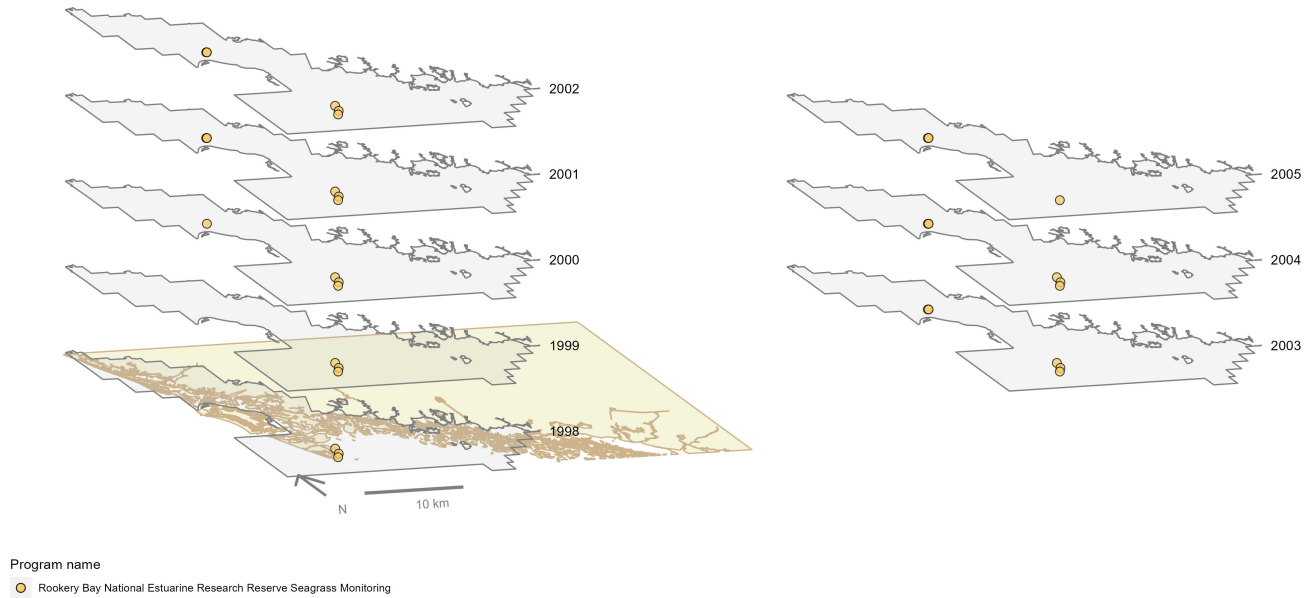 2002
2001
2000
1999
1998
2005
2004
2003
N
10 km
Program name
Rookery Bay National Estuarine Research Reserve Seagrass Monitoring